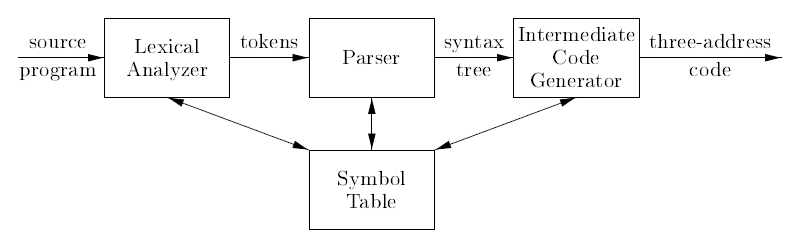 source
program
Lexical
Analyzer
tokens
Parser
syntax
tree
Intermediate
Code
Generator
three-address
code
Symbol
Table